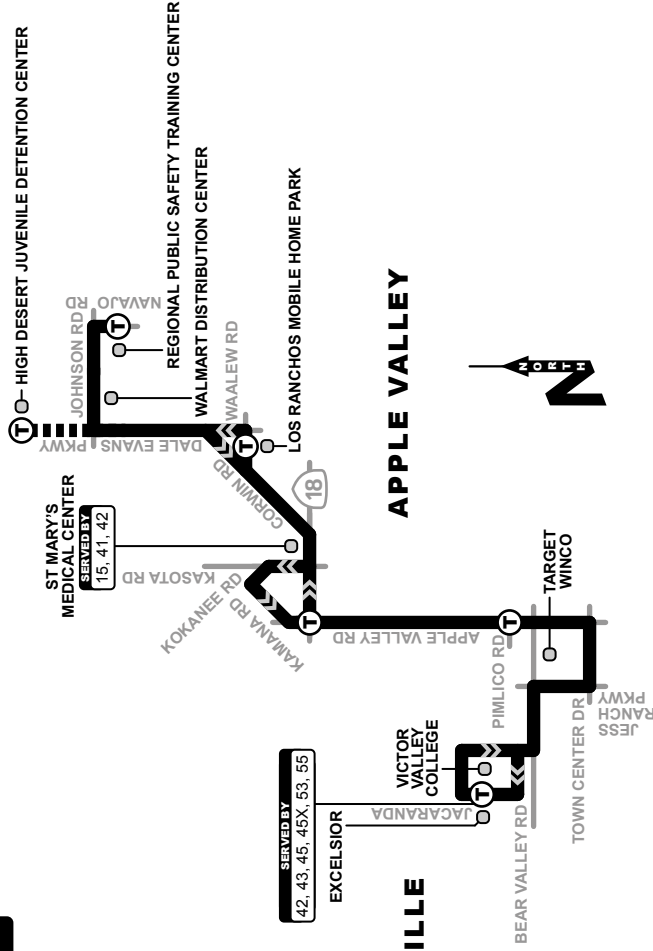 HIGH DESERT JUVENILE DETENTION CENTER
REGIONAL PUBLIC SAFETY TRAINING CENTER
WALMART DISTRIBUTION CENTER
LOS RANCHOS MOBILE HOME PARK
NAVAJO RD
JOHNSON RD
T
T
DALE EVANS PKWY
WAALEW RD
T
CORWIN RD
18
ST MARY'S
MEDICAL CENTER
SERVED BY
15, 41, 42
KASOTA RD
KOKANEE RD
KAMANA RD
T
APPLE VALLEY
NORTH
N
APPLE VALLEY RD
T
PIMLICO RD
TARGET
WINCO
TOWN CENTER DR
JESS
RANCH
PKWY
VICTOR
VALLEY
COLLEGE
T
JACARANDA
SERVED BY
42, 43, 45, 45X, 53, 55
EXCELSIOR
BEAR VALLEY RD
ILLE